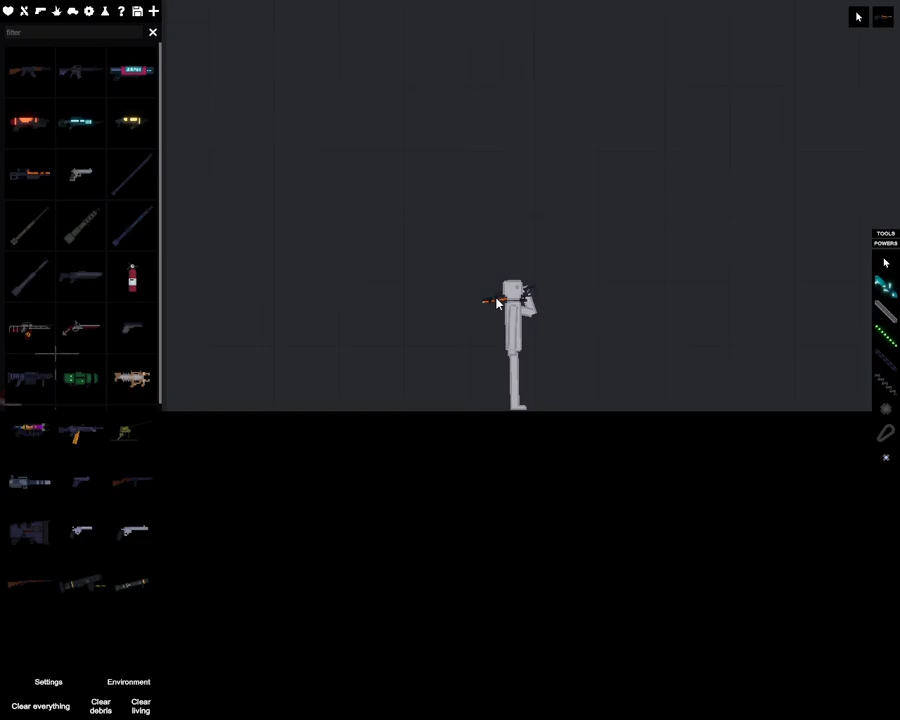 filter
TOOLS
POWERS
Settings
Environment
Clear everything
Clear debris
Clear living